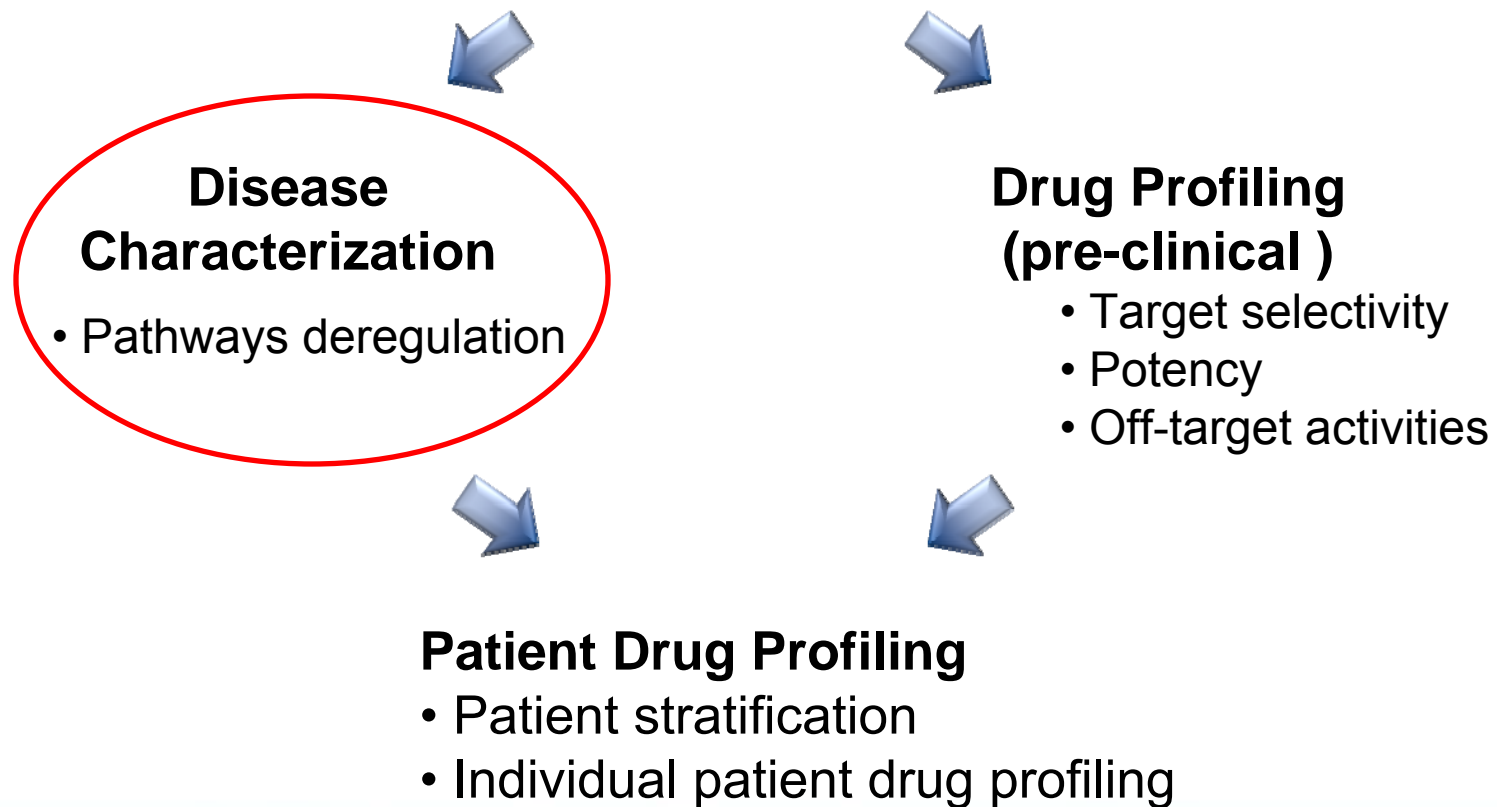 Disease
Characterization
• Pathways deregulation
Drug Profiling
(pre-clinical )
• Target selectivity
• Potency
• Off-target activities
Patient Drug Profiling
• Patient stratification
• Individual patient drug profiling